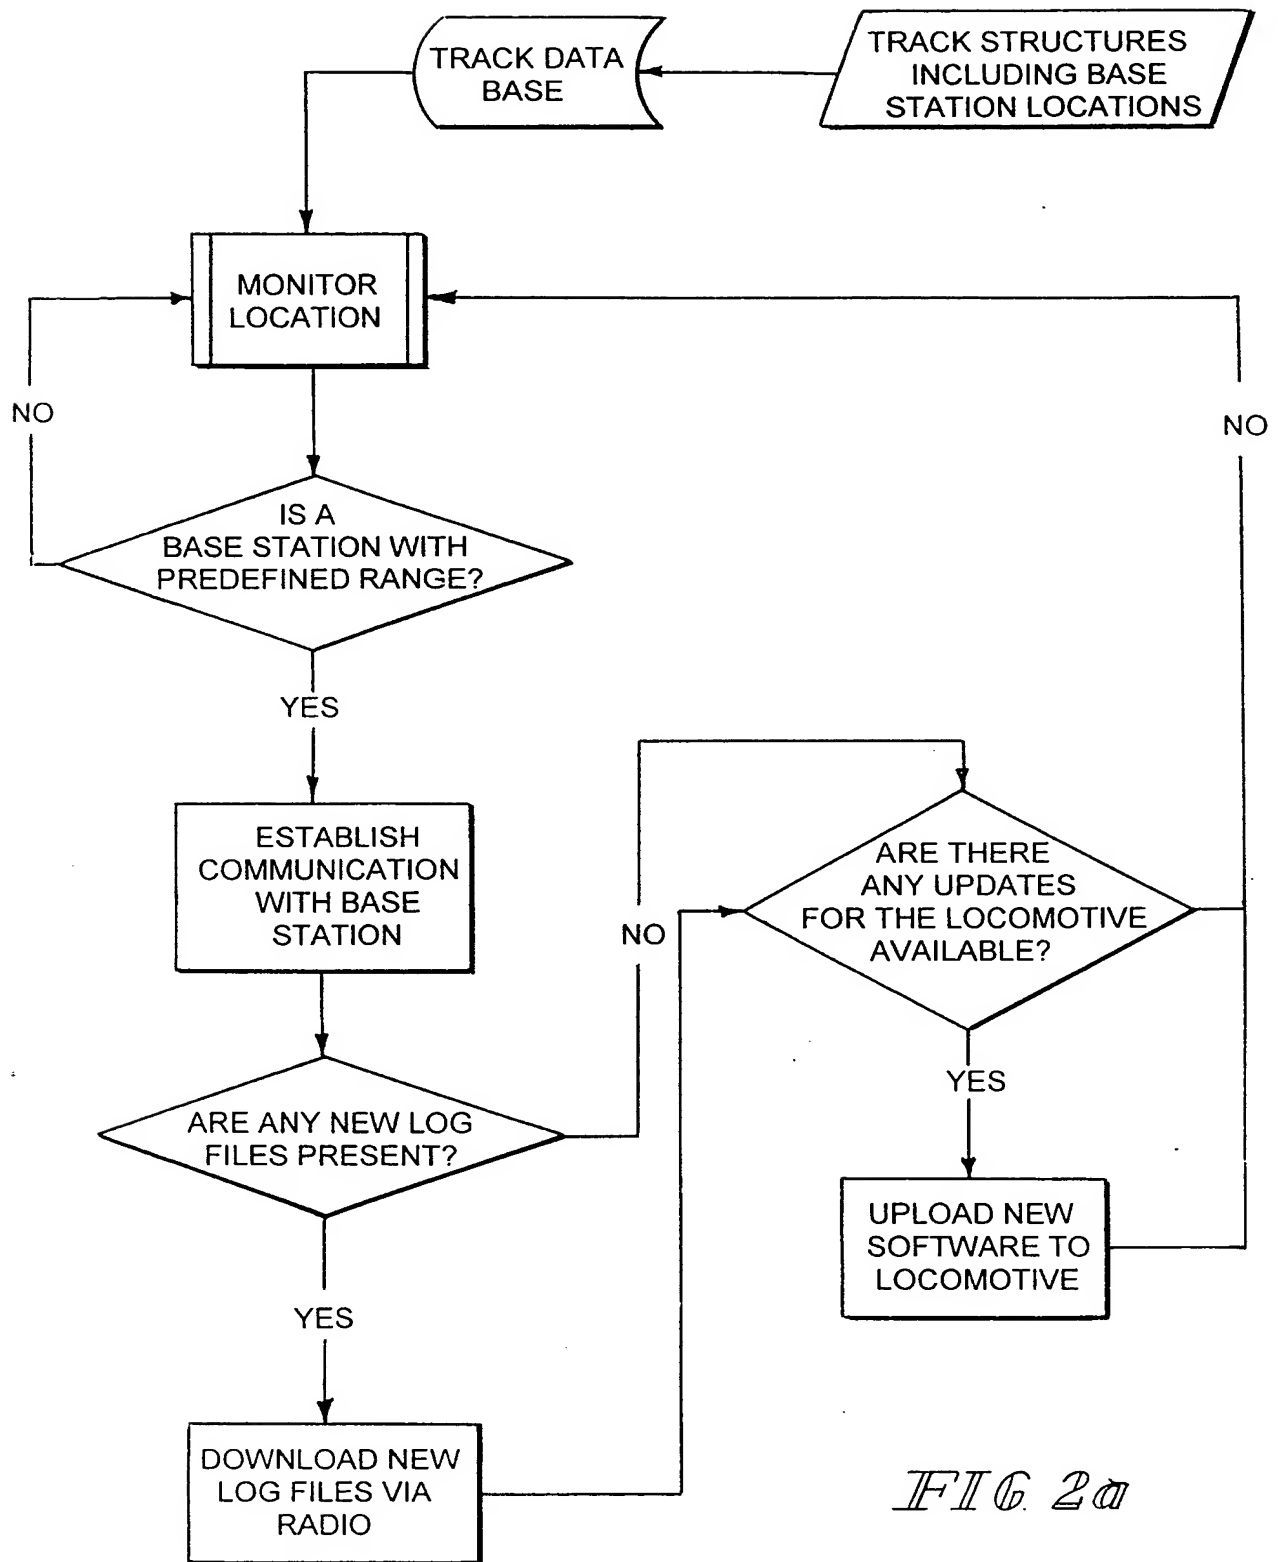 TRACK DATA
BASE
TRACK STRUCTURES
INCLUDING BASE
STATION LOCATIONS
MONITOR
LOCATION
NO
NO
IS A
BASE STATION WITH
PREDEFINED RANGE?
YES
ESTABLISH
COMMUNICATION
WITH BASE
STATION
ARE THERE
ANY UPDATES
FOR THE LOCOMOTIVE
AVAILABLE?
NO
YES
ARE ANY NEW LOG
FILES PRESENT?
UPLOAD NEW
SOFTWARE TO
LOCOMOTIVE
YES
DOWNLOAD NEW
LOG FILES VIA
RADIO
FIG. 2a